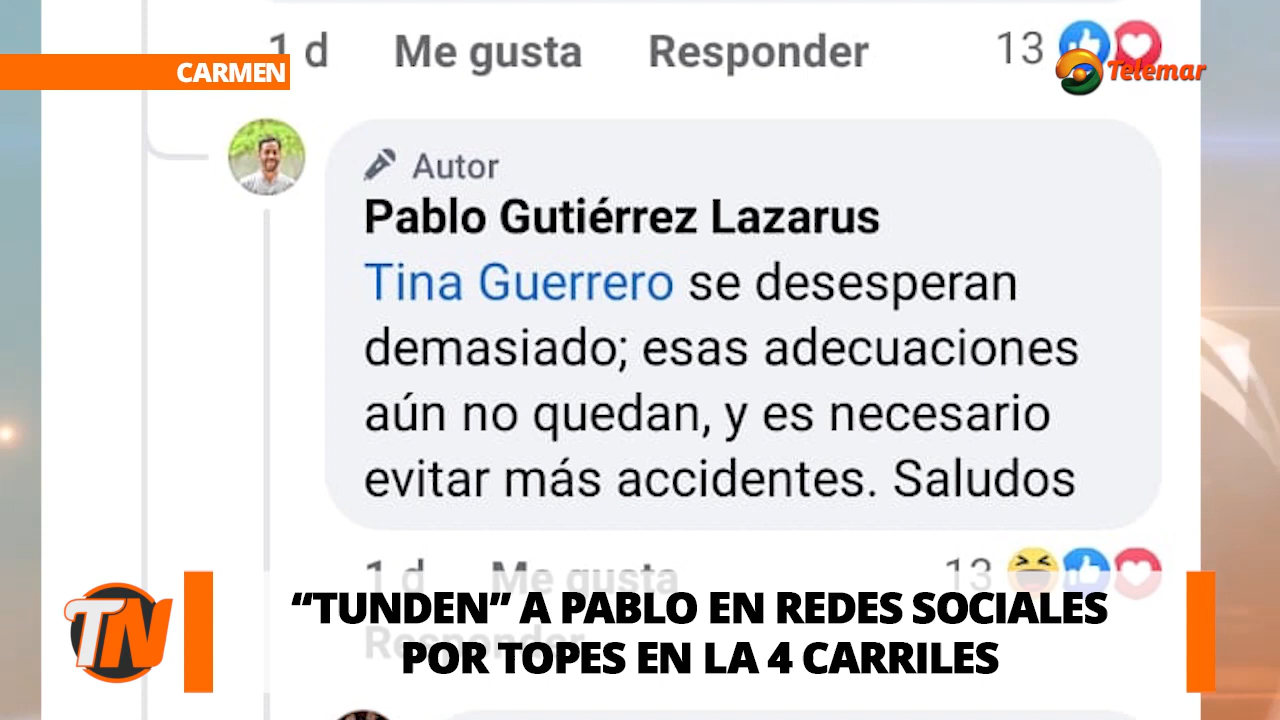 1 d Me gusta Responder 13
CARMEN
Telemar
Autor
Pablo Gutiérrez Lazarus
Tina Guerrero se desesperan
demasiado; esas adecuaciones
aún no quedan, y es necesario
evitar más accidentes. Saludos
1 d Me gusta 13
Responder
TN
“TUNDEN” A PABLO EN REDES SOCIALES
POR TOPES EN LA 4 CARRILES